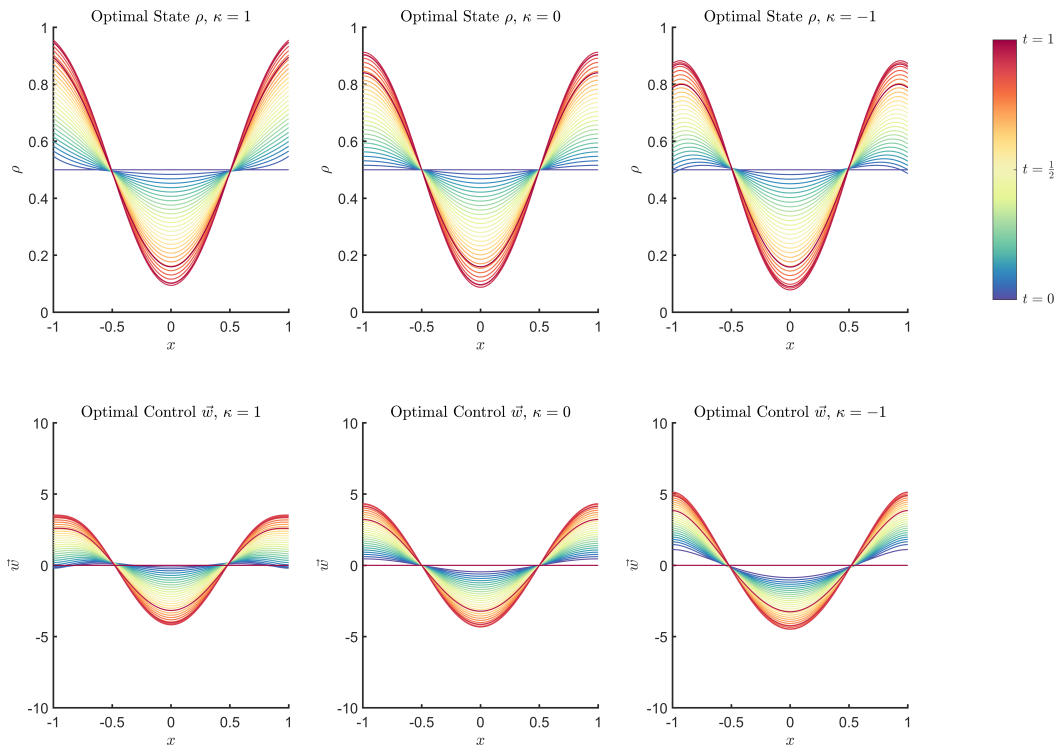 Optimal State ρ, κ = 1
1
0.8
0.6
0.4
0.2
0
ρ
-1 -0.5 0 0.5 1
x
Optimal State ρ, κ = 0
1
0.8
0.6
0.4
0.2
0
ρ
-1 -0.5 0 0.5 1
x
Optimal State ρ, κ = −1
1
0.8
0.6
0.4
0.2
0
ρ
-1 -0.5 0 0.5 1
x
t = 1
t = 1/2
t = 0
Optimal Control w⃗, κ = 1
10
5
0
-5
-10
w⃗
-1 -0.5 0 0.5 1
x
Optimal Control w⃗, κ = 0
10
5
0
-5
-10
w⃗
-1 -0.5 0 0.5 1
x
Optimal Control w⃗, κ = −1
10
5
0
-5
-10
w⃗
-1 -0.5 0 0.5 1
x